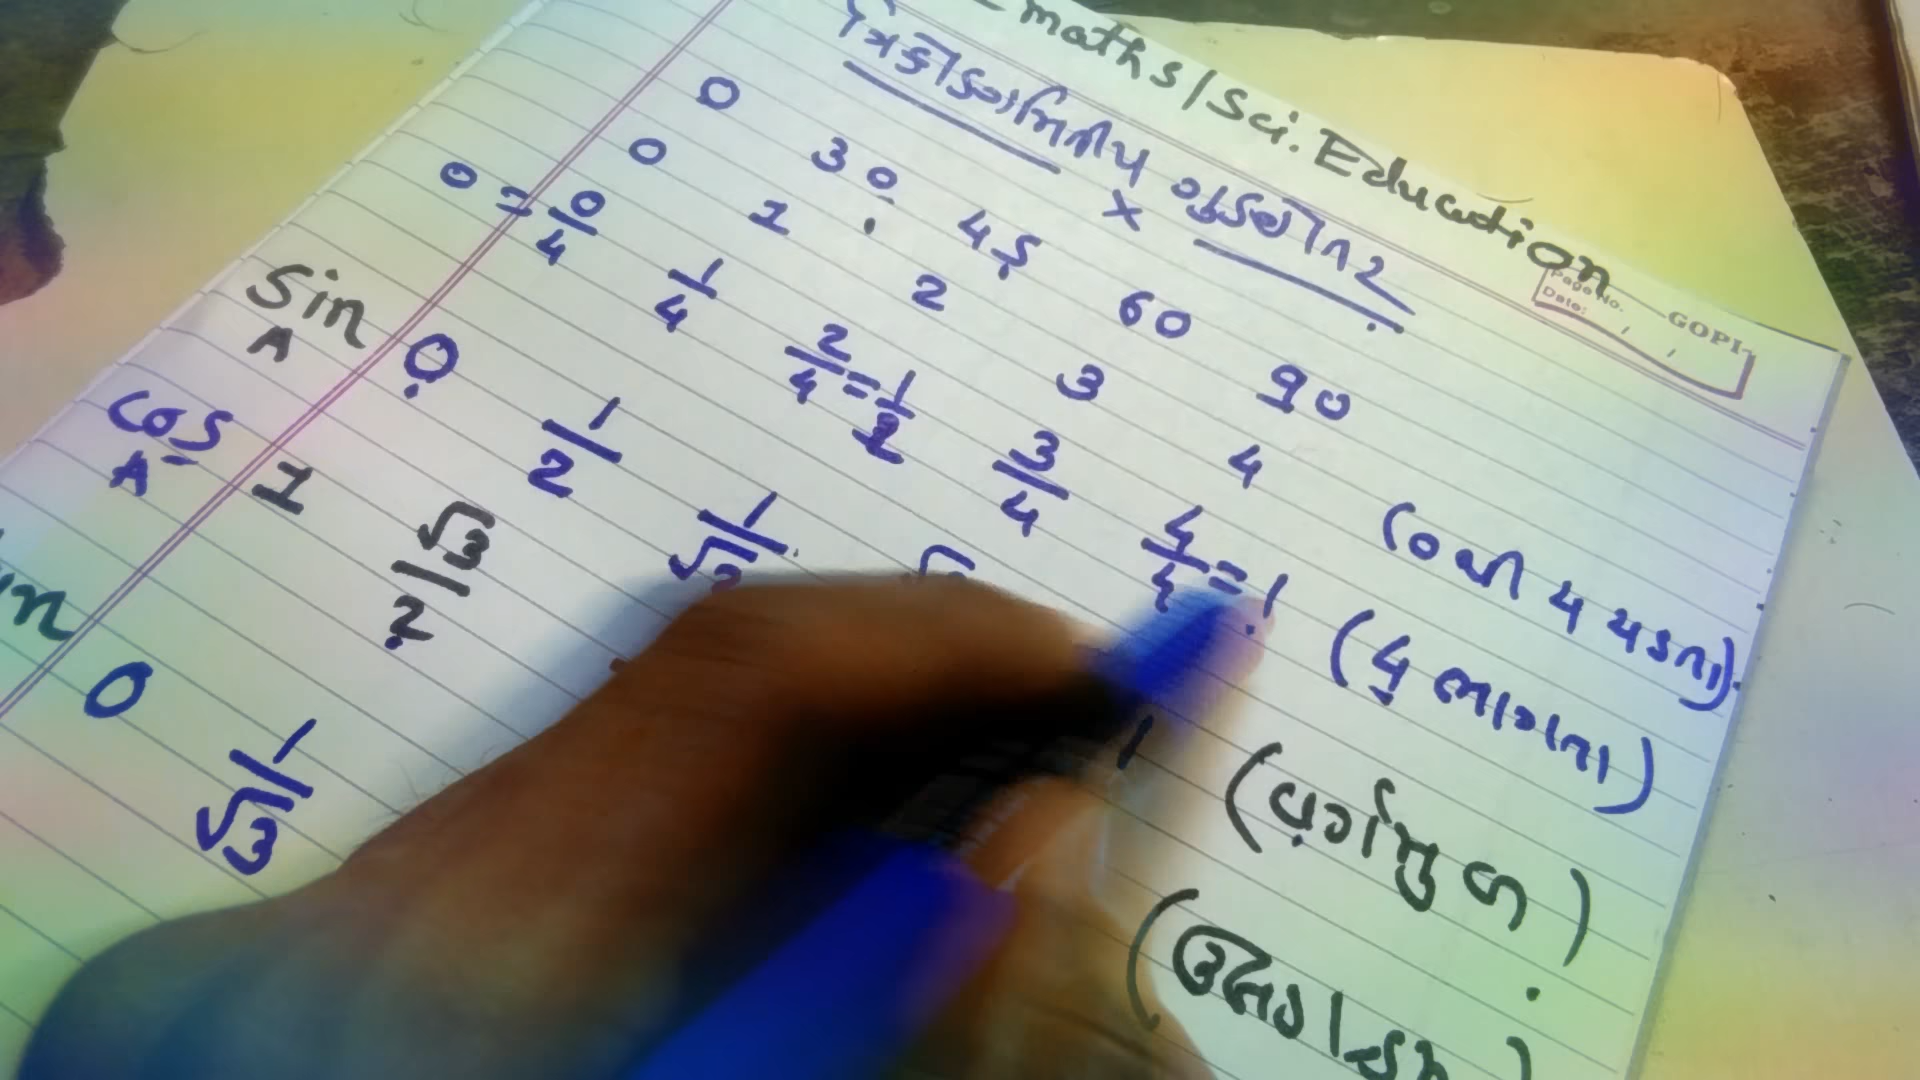 maths/Sci. Education
ત્રિકોણમિતીય × ગુણોત્તર
Page No.
Date: / /
GOPI
0 30 45 60 90
0 1 2 3 4 (0 થી 4
0 = 0/4 1/4 2/4 = 1/2 3/4 4/4 = 1 (4 ભાગતા)
Sin A 0 1/2 1/√ √ 1 (વર્ગમુળ)
cos A 1 √3/2
0 1/√3